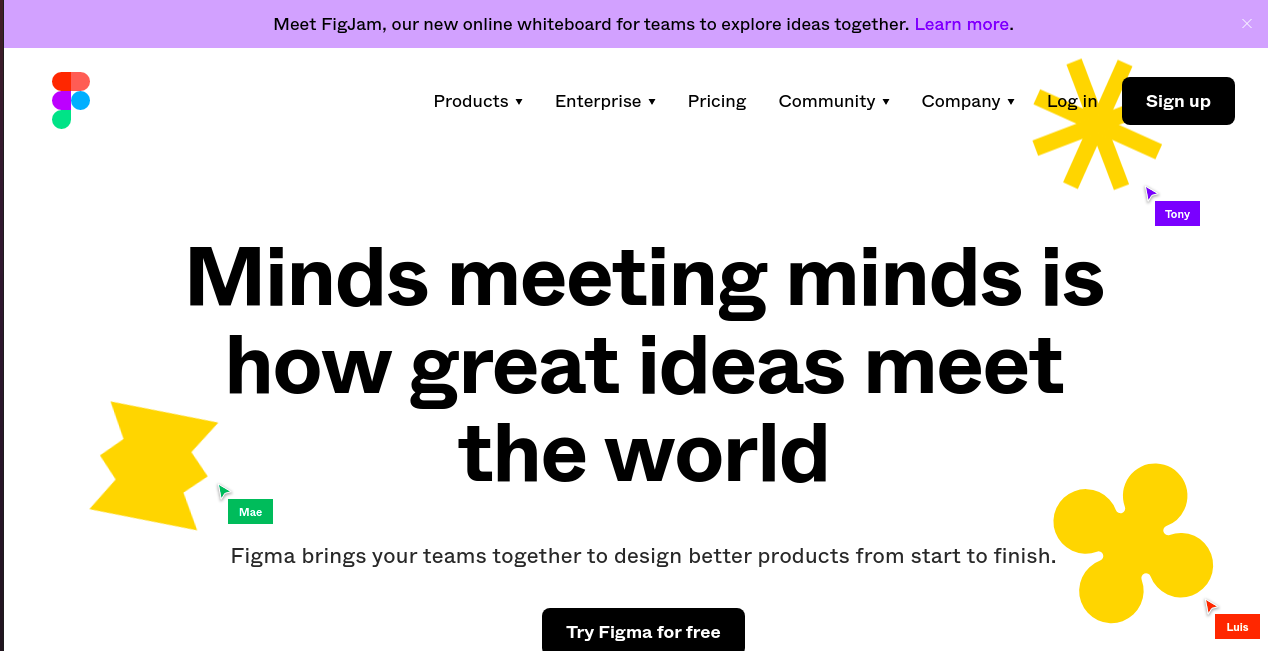 Meet FigJam, our new online whiteboard for teams to explore ideas together. Learn more.
Products Enterprise Pricing Community Company Log in Sign up
Tony
Minds meeting minds is
how great ideas meet
the world
Mae
Figma brings your teams together to design better products from start to finish.
Luis
Try Figma for free